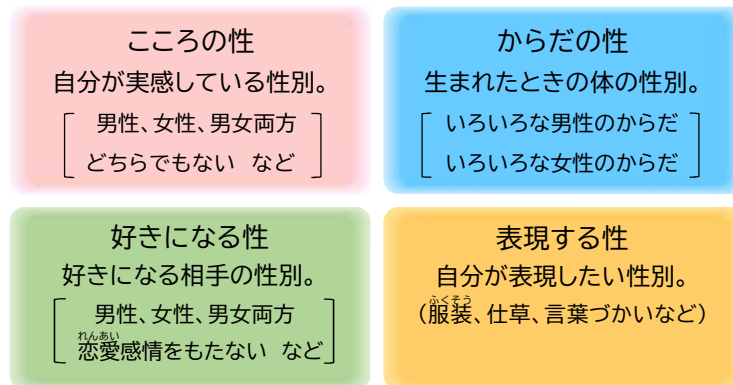 こころの性
自分が実感している性別。
男性、女性、男女両方
どちらでもない など
からだの性
生まれたときの体の性別。
いろいろな男性のからだ
いろいろな女性のからだ
好きになる性
好きになる相手の性別。
男性、女性、男女両方
れんあい
恋愛感情をもたない など
表現する性
自分が表現したい性別。
ふくそう
(服装、仕草、言葉づかいなど)